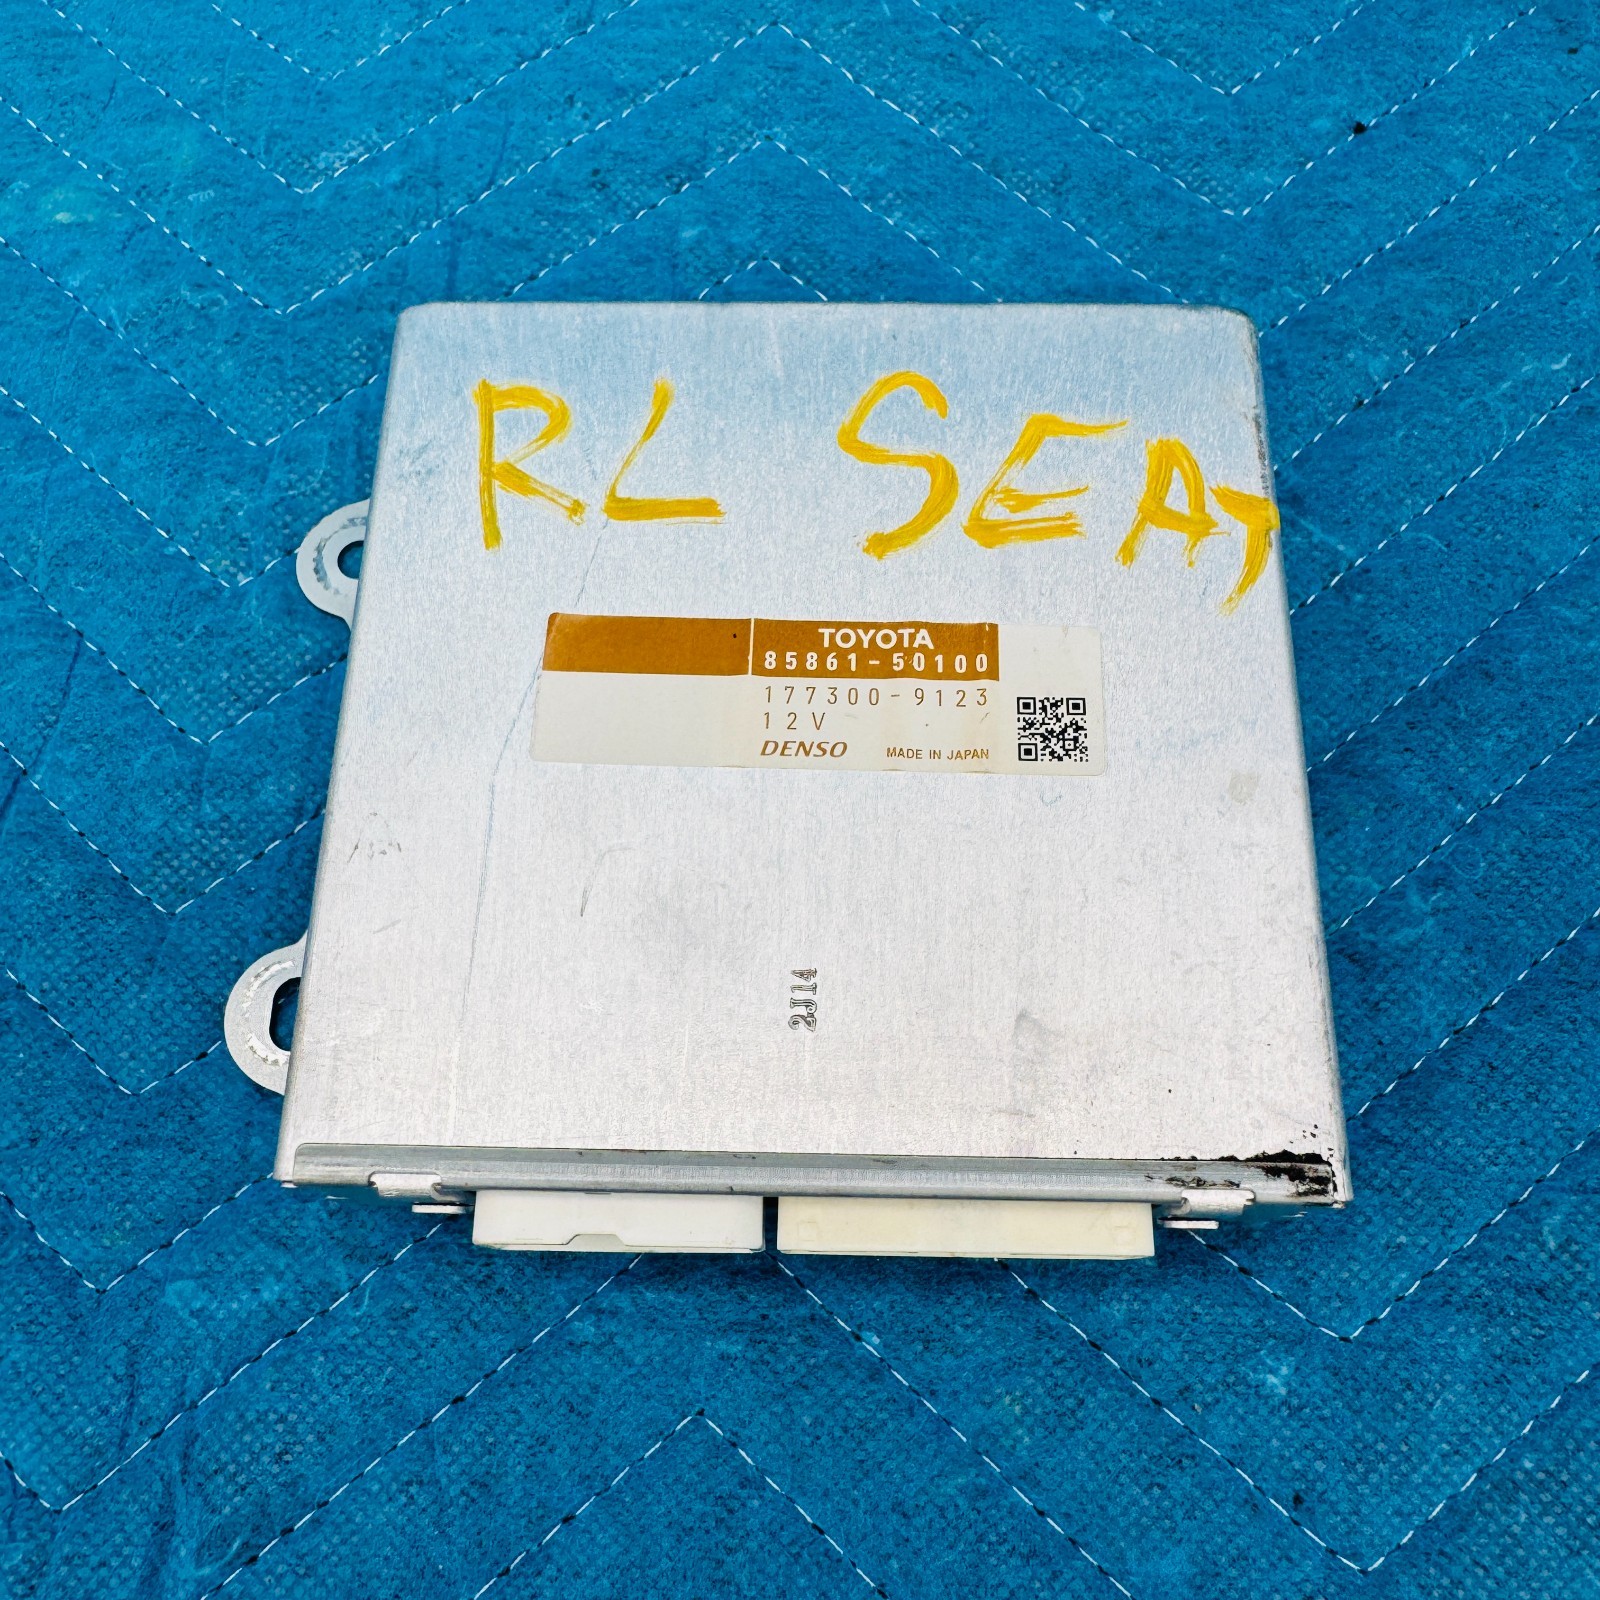 RL SEAT
TOYOTA
85861-50100
177300-9123
12V
DENSO MADE IN JAPAN
2J14